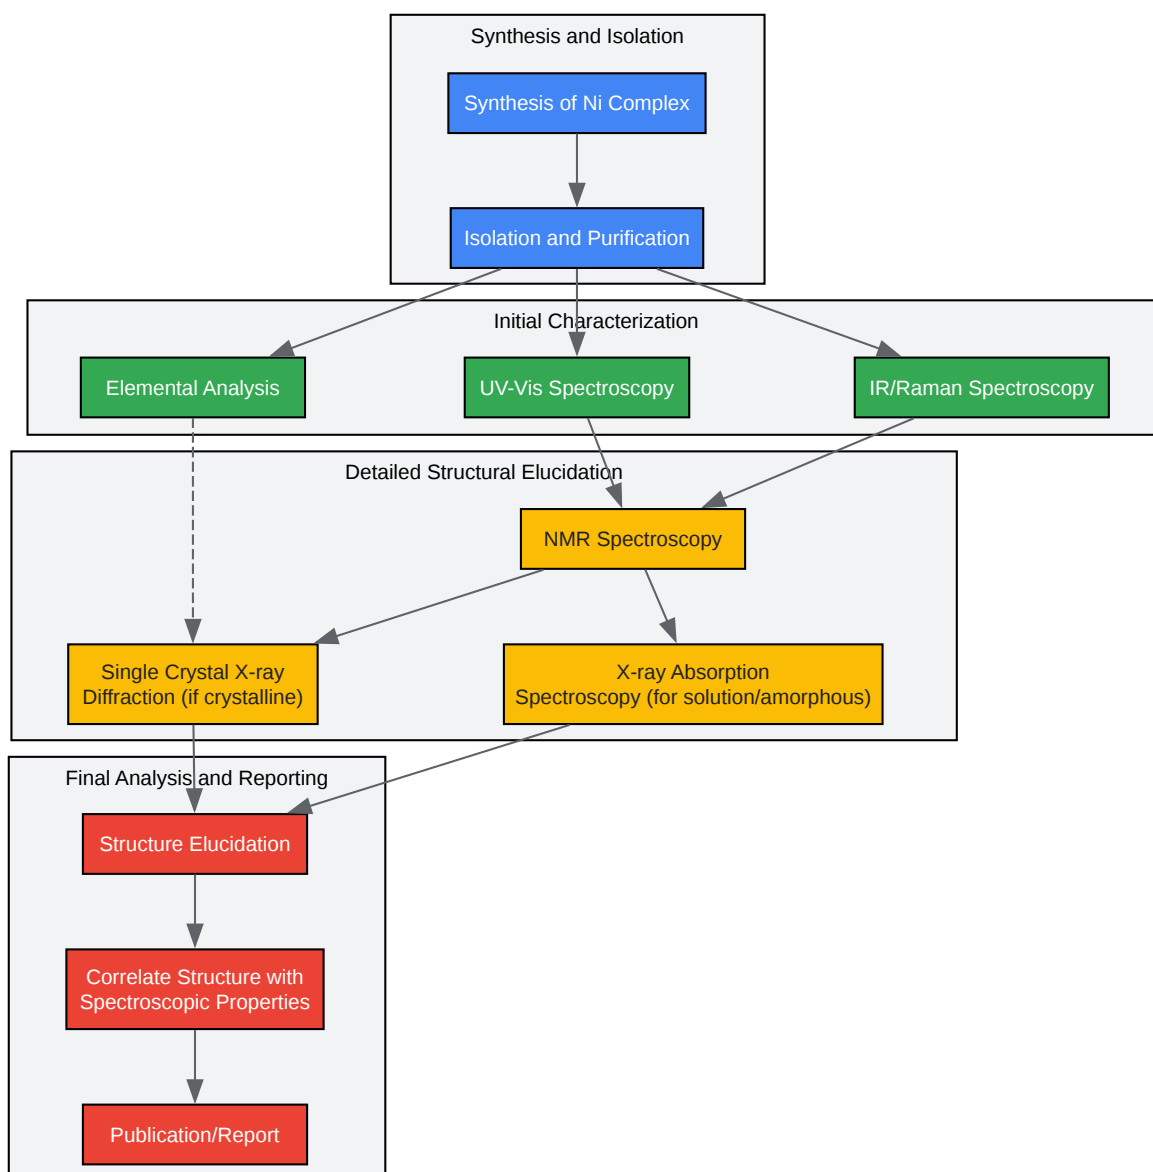 Synthesis and Isolation
Synthesis of Ni Complex
Isolation and Purification
Initial Characterization
Elemental Analysis
UV-Vis Spectroscopy
IR/Raman Spectroscopy
Detailed Structural Elucidation
NMR Spectroscopy
Single Crystal X-ray
Diffraction (if crystalline)
X-ray Absorption
Spectroscopy (for solution/amorphous)
Final Analysis and Reporting
Structure Elucidation
Correlate Structure with
Spectroscopic Properties
Publication/Report